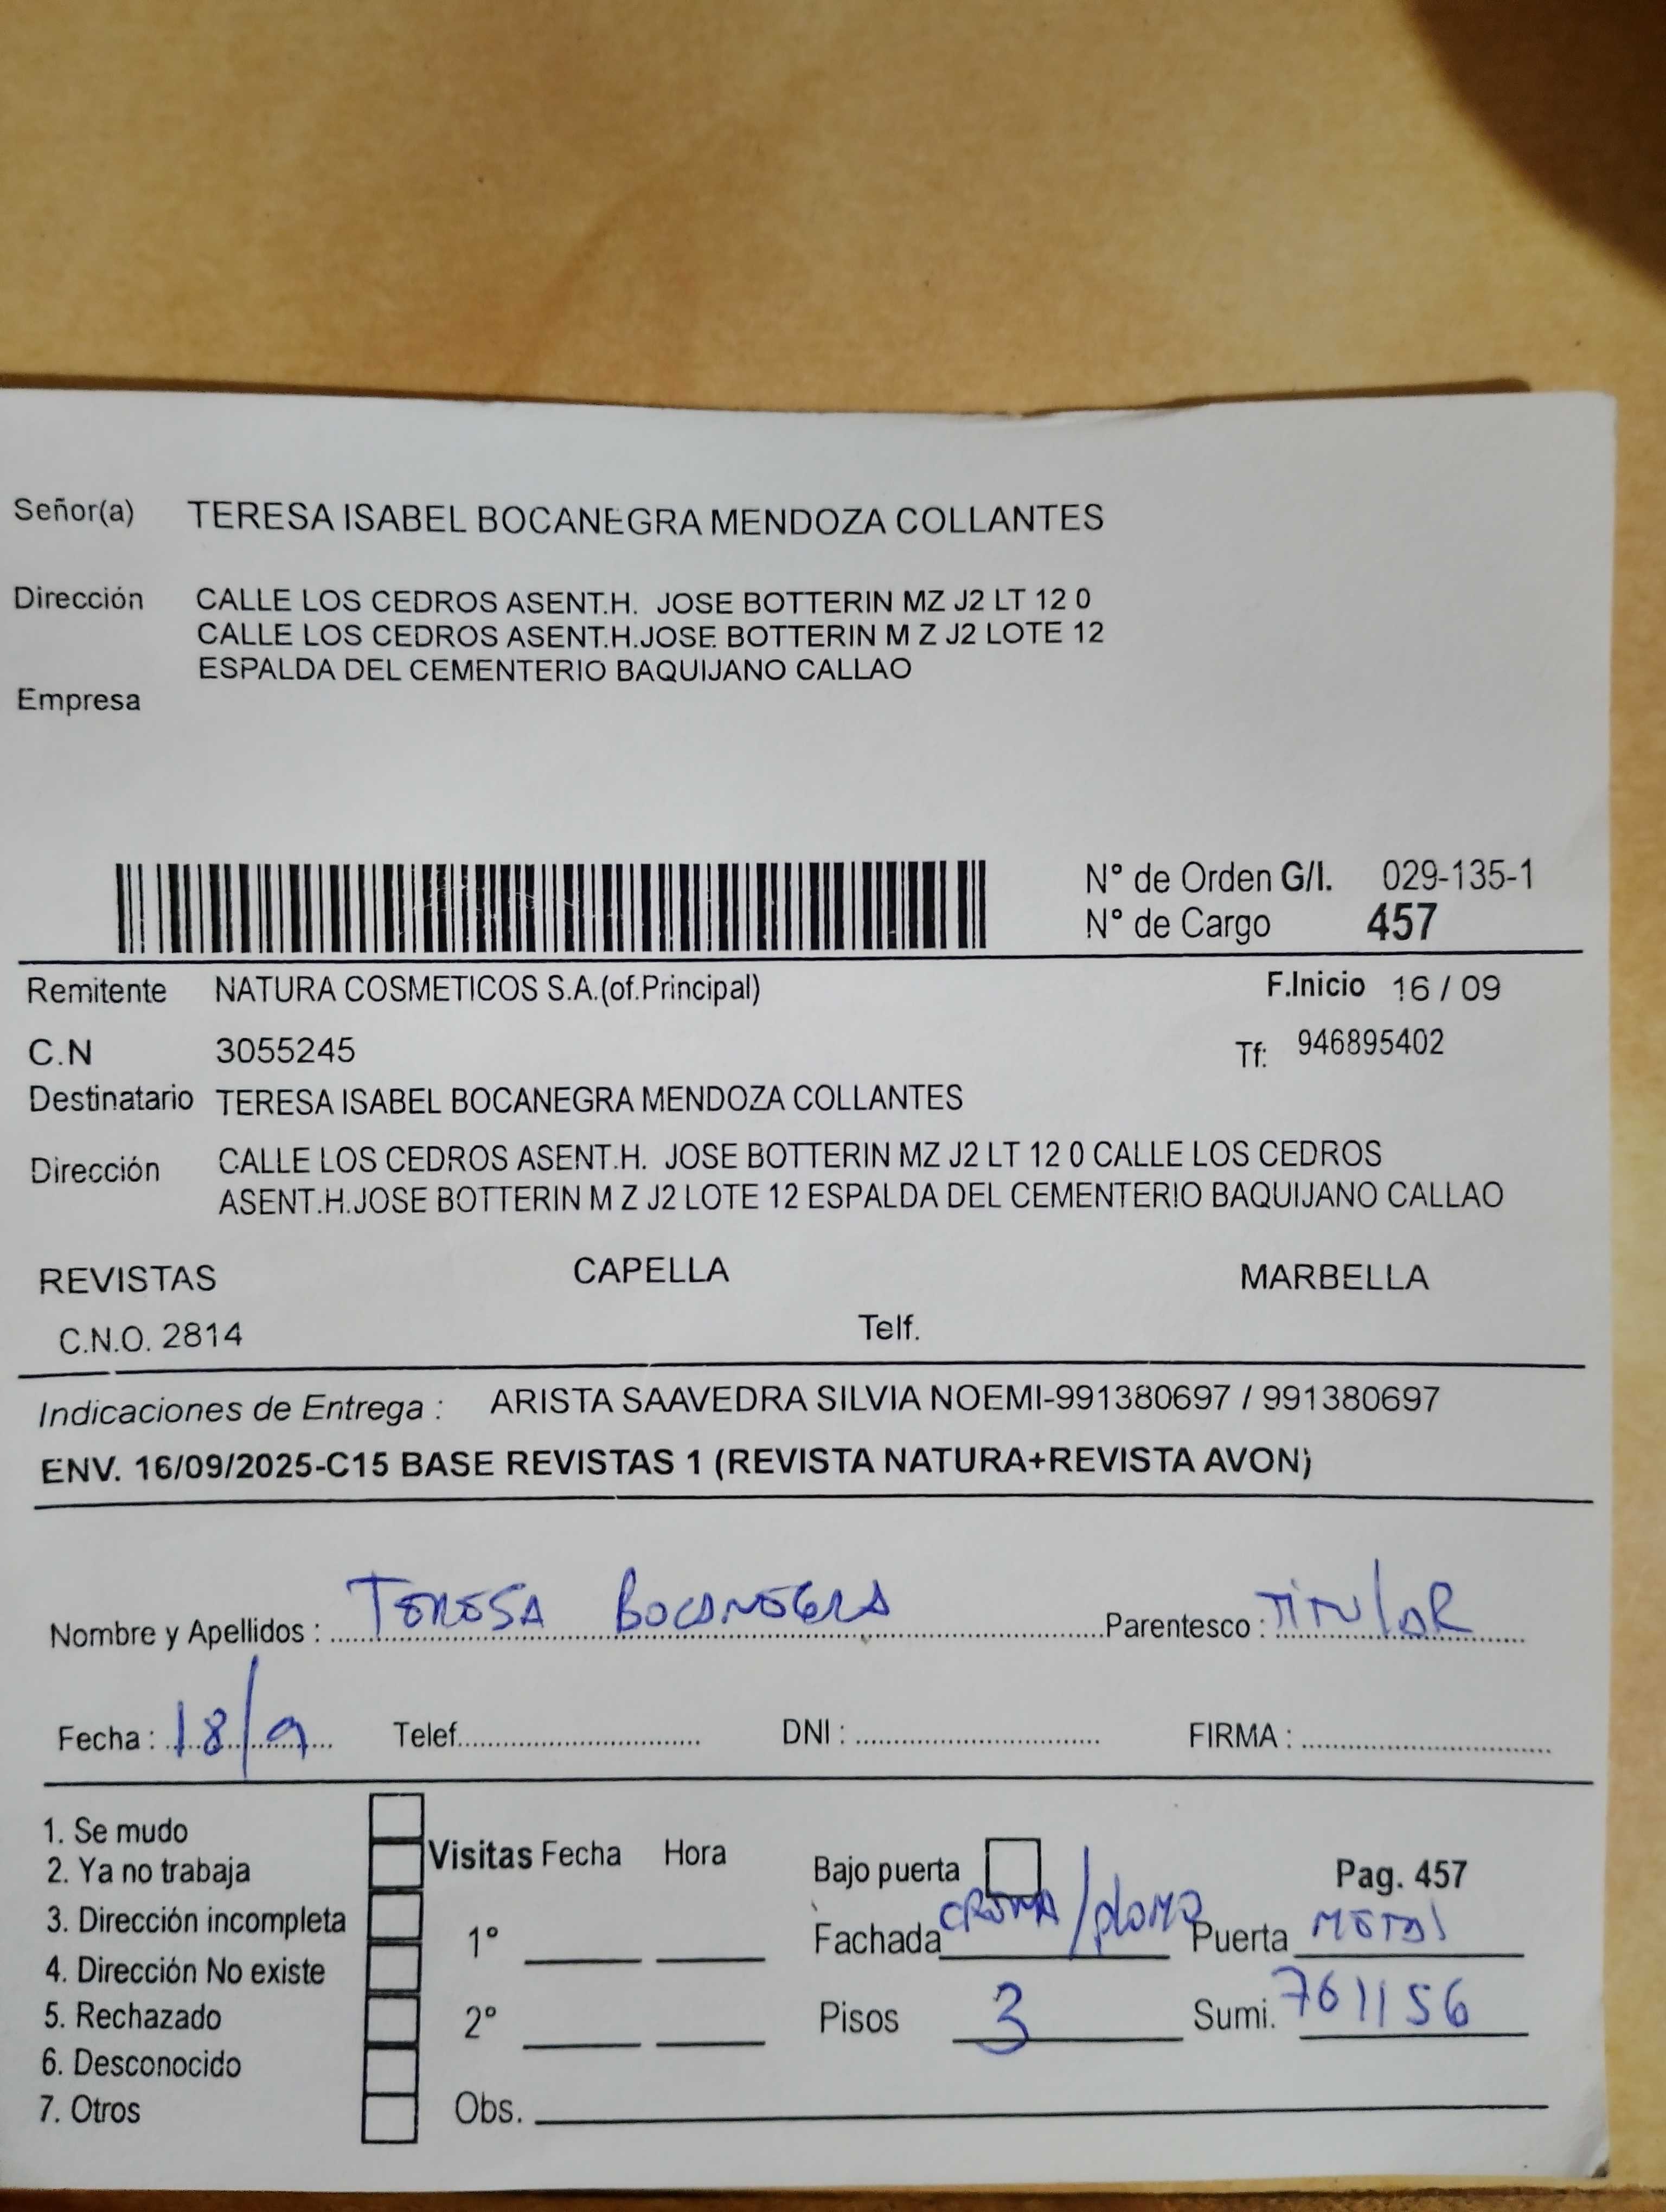 Señor(a) TERESA ISABEL BOCANEGRA MENDOZA COLLANTES
Dirección CALLE LOS CEDROS ASENT.H. JOSE BOTTERIN MZ J2 LT 12 0
CALLE LOS CEDROS ASENT.H.JOSE BOTTERIN M Z J2 LOTE 12
ESPALDA DEL CEMENTERIO BAQUIJANO CALLAO
Empresa
N° de Orden G/I. 029-135-1
N° de Cargo 457
Remitente NATURA COSMETICOS S.A.(of.Principal) F.Inicio 16 / 09
C.N 3055245 Tf: 946895402
Destinatario TERESA ISABEL BOCANEGRA MENDOZA COLLANTES
Dirección CALLE LOS CEDROS ASENT.H. JOSE BOTTERIN MZ J2 LT 12 0 CALLE LOS CEDROS
ASENT.H.JOSE BOTTERIN M Z J2 LOTE 12 ESPALDA DEL CEMENTERIO BAQUIJANO CALLAO
REVISTAS CAPELLA MARBELLA
C.N.O. 2814 Telf.
Indicaciones de Entrega : ARISTA SAAVEDRA SILVIA NOEMI-991380697 / 991380697
ENV. 16/09/2025-C15 BASE REVISTAS 1 (REVISTA NATURA+REVISTA AVON)
Nombre y Apellidos : TERESA BOCANEGRA Parentesco : TITULAR
Fecha : 18/9 Telef. DNI : FIRMA :
1. Se mudo
2. Ya no trabaja
3. Dirección incompleta
4. Dirección No existe
5. Rechazado
6. Desconocido
7. Otros
Visitas Fecha Hora
1°
2°
Obs.
Bajo puerta Pag. 457
Fachada CREMA/plomo Puerta METAL
Pisos 3 Sumi. 761156